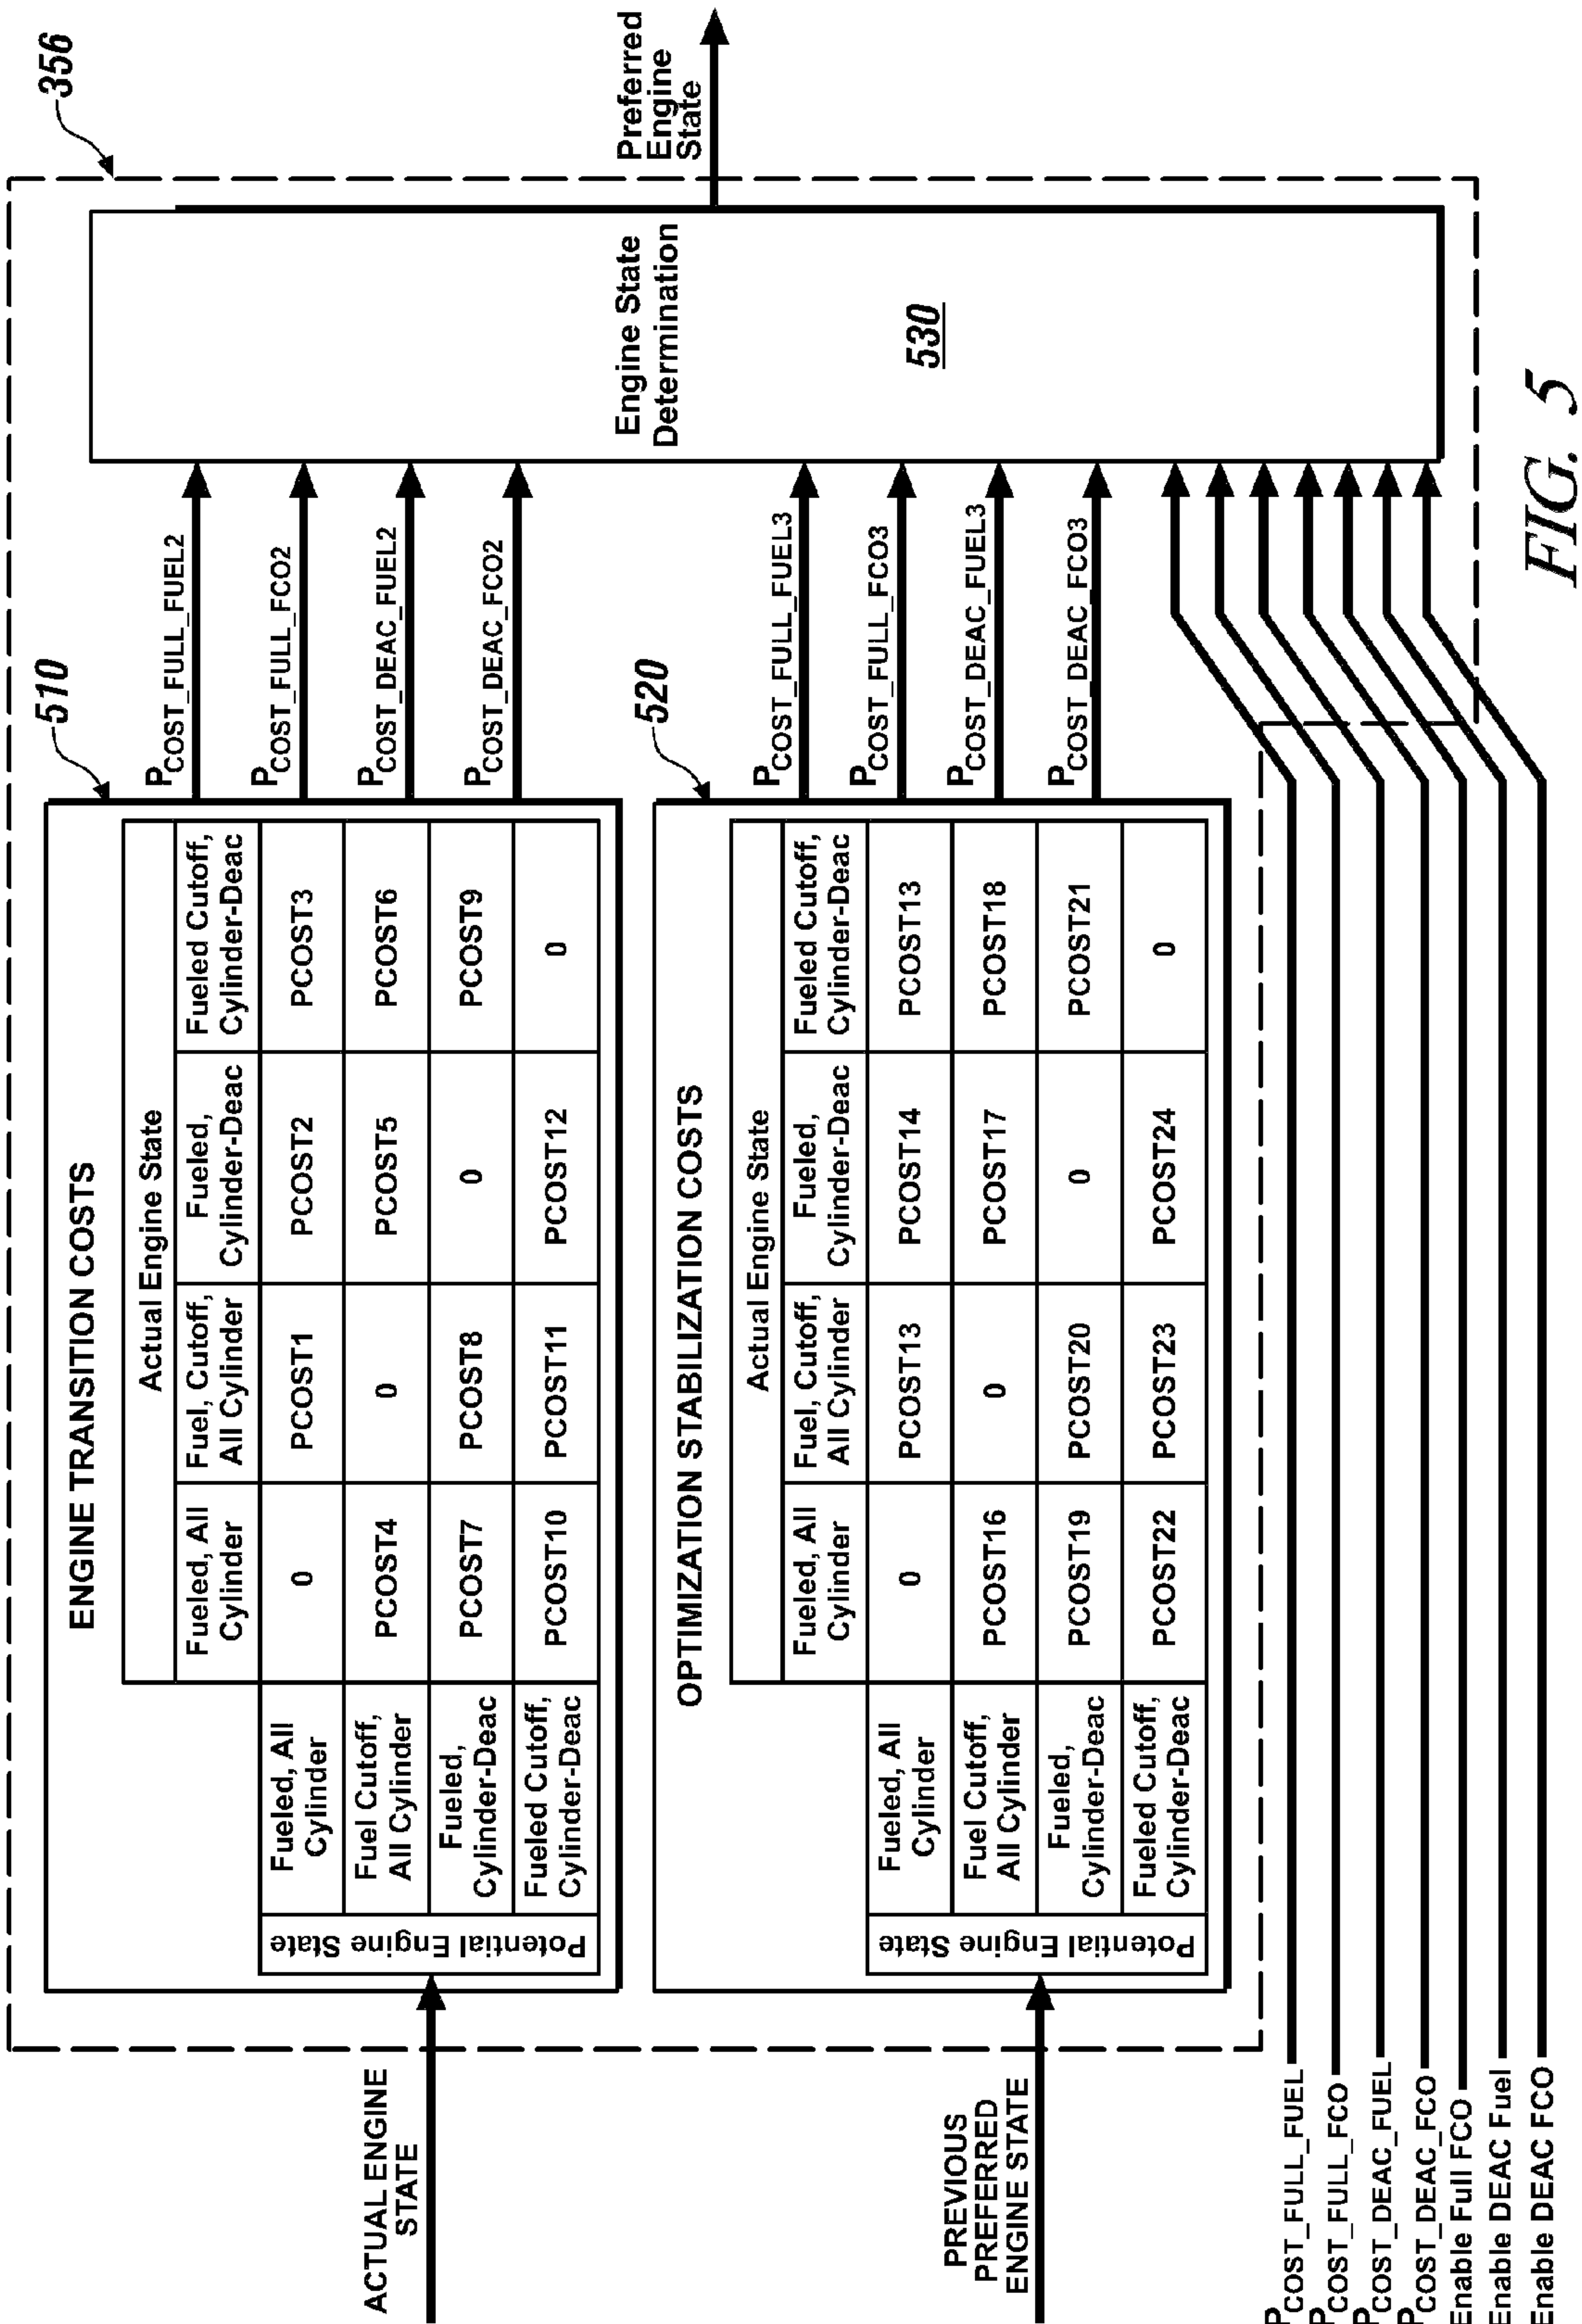 356
510
ENGINE TRANSITION COSTS
Actual Engine State
Fueled, All
Cylinder
Fuel, Cutoff,
All Cylinder
Fueled,
Cylinder-Deac
Fueled Cutoff,
Cylinder-Deac
Potential Engine State
Fueled, All
Cylinder
0
PCOST1
PCOST2
PCOST3
Fuel Cutoff,
All Cylinder
PCOST4
0
PCOST5
PCOST6
Fueled,
Cylinder-Deac
PCOST7
PCOST8
0
PCOST9
Fueled Cutoff,
Cylinder-Deac
PCOST10
PCOST11
PCOST12
0
ACTUAL ENGINE
STATE
PCOST_FULL_FUEL2
PCOST_FULL_FCO2
PCOST_DEAC_FUEL2
PCOST_DEAC_FCO2
520
OPTIMIZATION STABILIZATION COSTS
Actual Engine State
Fueled, All
Cylinder
Fuel, Cutoff,
All Cylinder
Fueled,
Cylinder-Deac
Fueled Cutoff,
Cylinder-Deac
Potential Engine State
Fueled, All
Cylinder
0
PCOST13
PCOST14
PCOST13
Fuel Cutoff,
All Cylinder
PCOST16
0
PCOST17
PCOST18
Fueled,
Cylinder-Deac
PCOST19
PCOST20
0
PCOST21
Fueled Cutoff,
Cylinder-Deac
PCOST22
PCOST23
PCOST24
0
PREVIOUS
PREFERRED
ENGINE STATE
PCOST_FULL_FUEL3
PCOST_FULL_FCO3
PCOST_DEAC_FUEL3
PCOST_DEAC_FCO3
Engine State
Determination
530
Preferred
Engine
State
PCOST_FULL_FUEL
PCOST_FULL_FCO
PCOST_DEAC_FUEL
PCOST_DEAC_FCO
Enable Full FCO
Enable DEAC Fuel
Enable DEAC FCO
FIG. 5